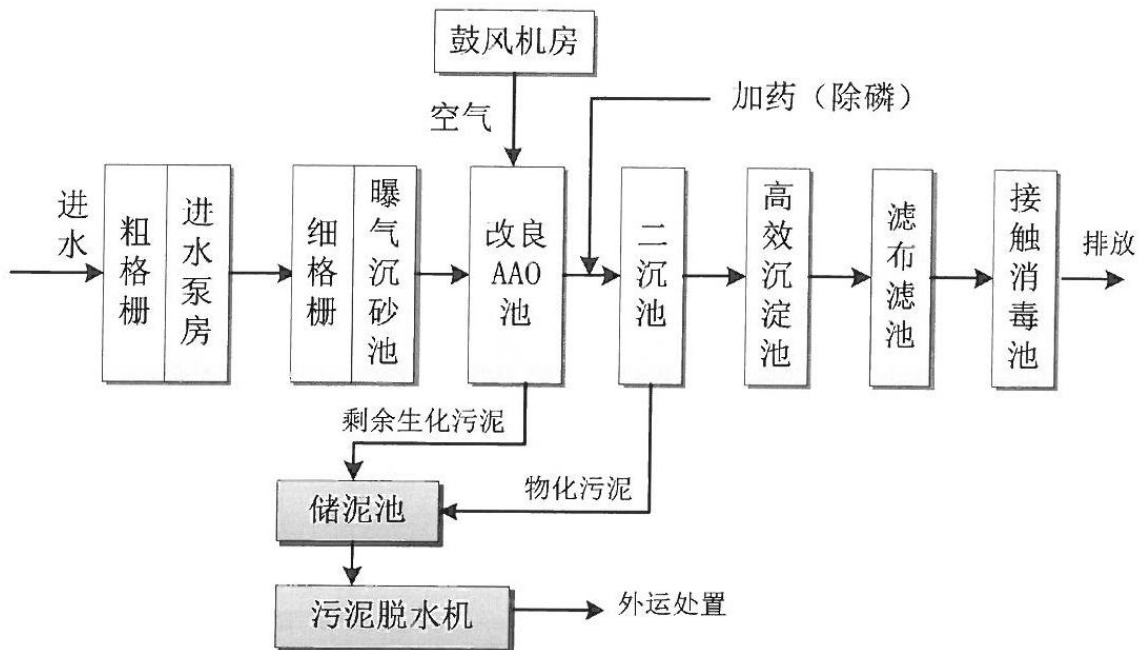 鼓风机房
空气
加药（除磷）
进水
粗格栅
进水泵房
细格栅
曝气沉砂池
改良
AAO
池
二沉池
高效沉淀池
滤布滤池
接触消毒池
排放
剩余生化污泥
物化污泥
储泥池
污泥脱水机
外运处置